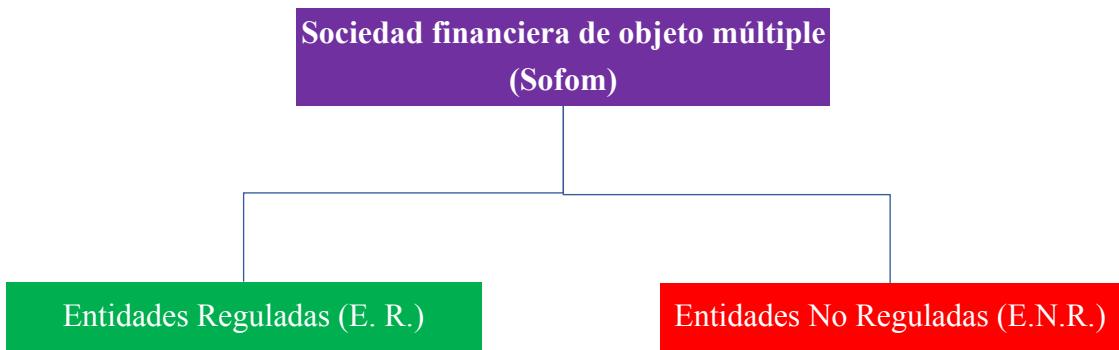 Sociedad financiera de objeto múltiple
(Sofom)
Entidades Reguladas (E. R.)
Entidades No Reguladas (E.N.R.)